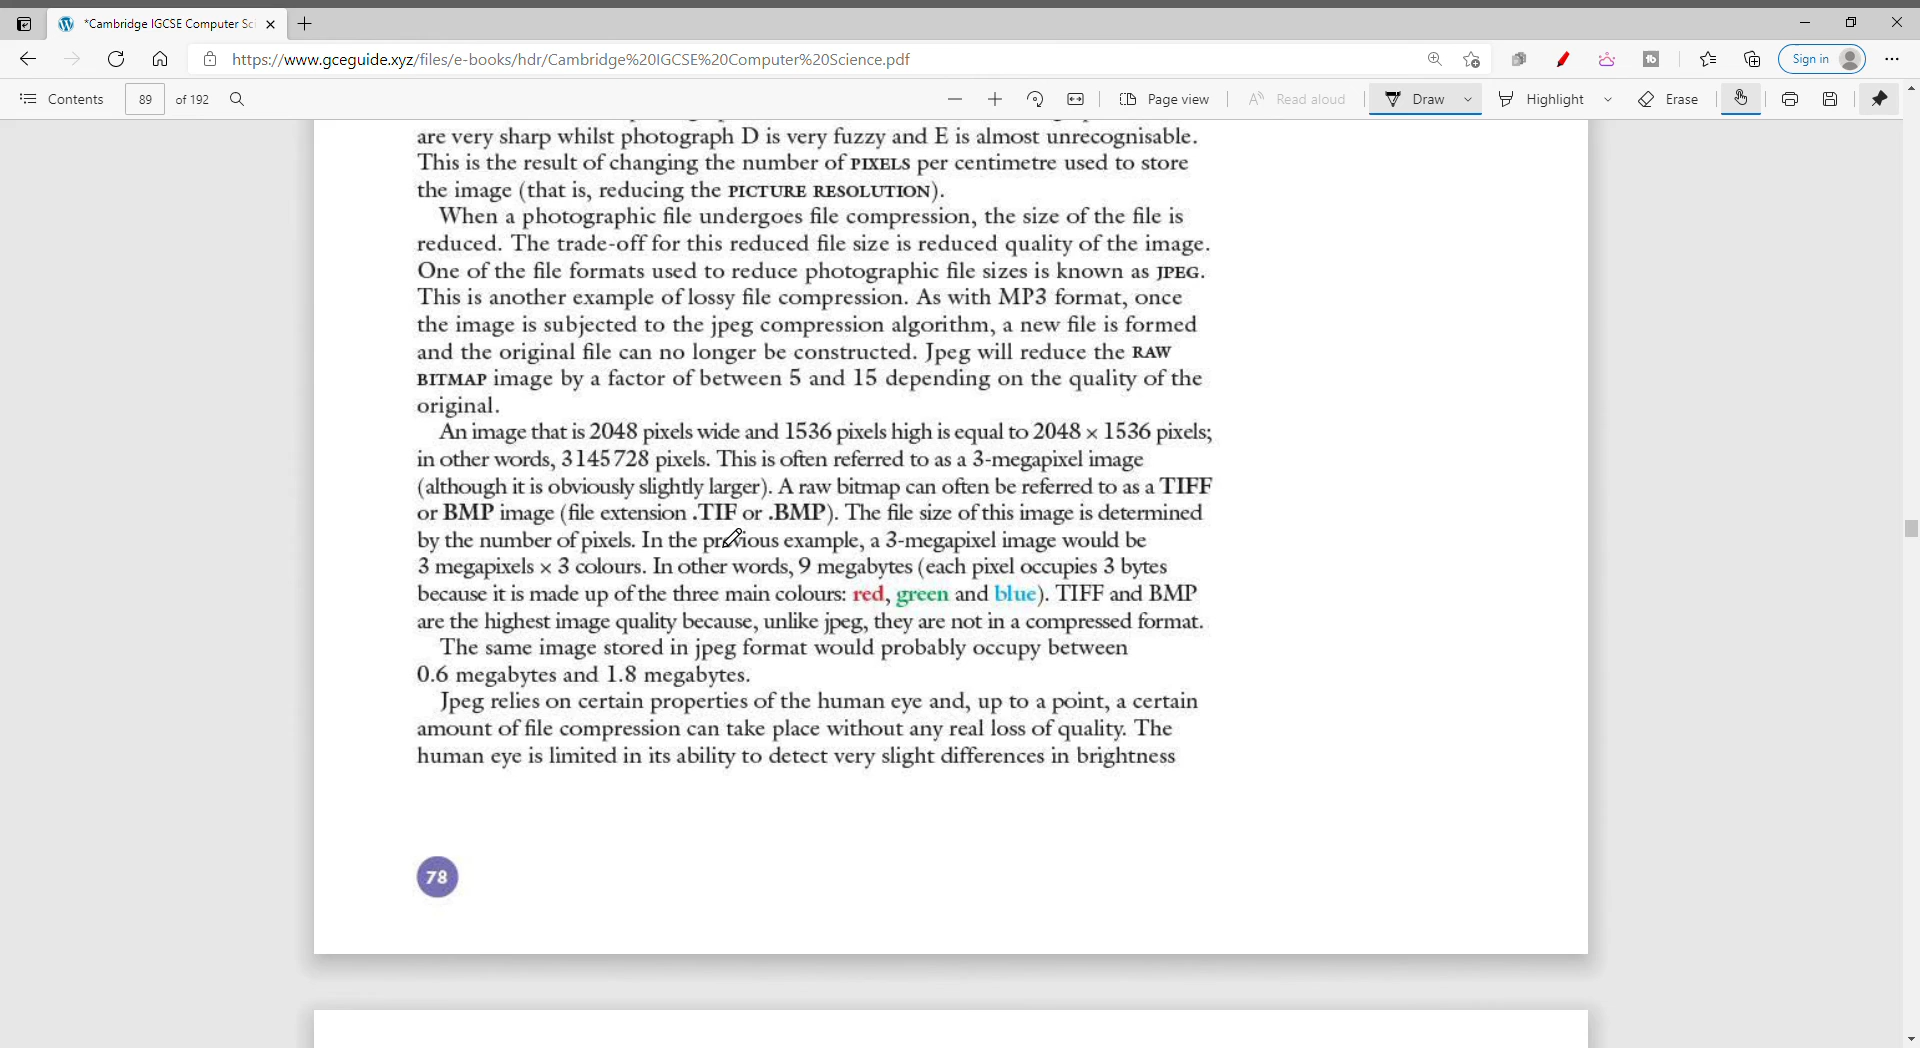 *Cambridge IGCSE Computer Sci
https://www.gceguide.xyz/files/e-books/hdr/Cambridge%20IGCSE%20Computer%20Science.pdf
Sign in
Contents 89 of 192 Page view Read aloud Draw Highlight Erase
are very sharp whilst photograph D is very fuzzy and E is almost unrecognisable.
This is the result of changing the number of PIXELS per centimetre used to store
the image (that is, reducing the PICTURE RESOLUTION).
When a photographic file undergoes file compression, the size of the file is
reduced. The trade-off for this reduced file size is reduced quality of the image.
One of the file formats used to reduce photographic file sizes is known as JPEG.
This is another example of lossy file compression. As with MP3 format, once
the image is subjected to the jpeg compression algorithm, a new file is formed
and the original file can no longer be constructed. Jpeg will reduce the RAW
BITMAP image by a factor of between 5 and 15 depending on the quality of the
original.
An image that is 2048 pixels wide and 1536 pixels high is equal to 2048 × 1536 pixels;
in other words, 3 145 728 pixels. This is often referred to as a 3-megapixel image
(although it is obviously slightly larger). A raw bitmap can often be referred to as a TIFF
or BMP image (file extension .TIF or .BMP). The file size of this image is determined
by the number of pixels. In the previous example, a 3-megapixel image would be
3 megapixels × 3 colours. In other words, 9 megabytes (each pixel occupies 3 bytes
because it is made up of the three main colours: red, green and blue). TIFF and BMP
are the highest image quality because, unlike jpeg, they are not in a compressed format.
The same image stored in jpeg format would probably occupy between
0.6 megabytes and 1.8 megabytes.
Jpeg relies on certain properties of the human eye and, up to a point, a certain
amount of file compression can take place without any real loss of quality. The
human eye is limited in its ability to detect very slight differences in brightness
78